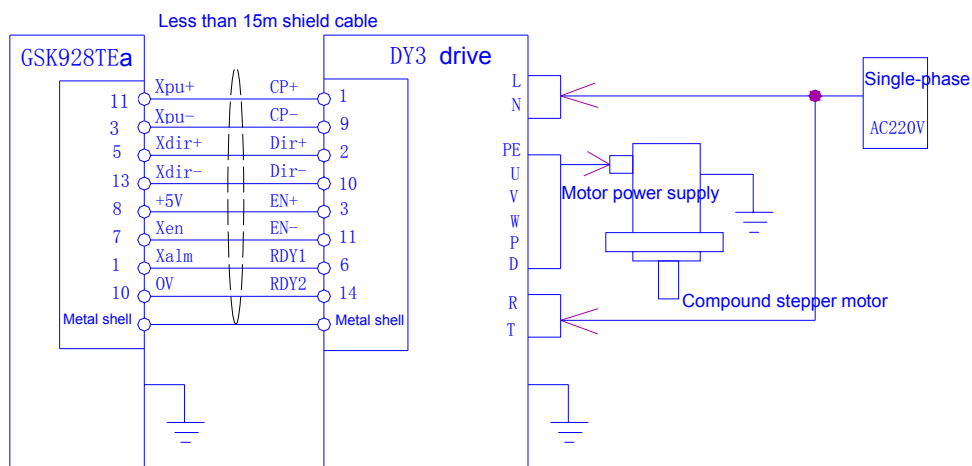 Less than 15m shield cable
GSK928TEa
DY3 drive
11 Xpu+ CP+ 1
3 Xpu- CP- 9
5 Xdir+ Dir+ 2
13 Xdir- Dir- 10
8 +5V EN+ 3
7 Xen EN- 11
1 Xalm RDY1 6
10 0V RDY2 14
Metal shell Metal shell
L
N
PE
U
V
W
P
D
R
T
Motor power supply
Compound stepper motor
Single-phase
AC220V